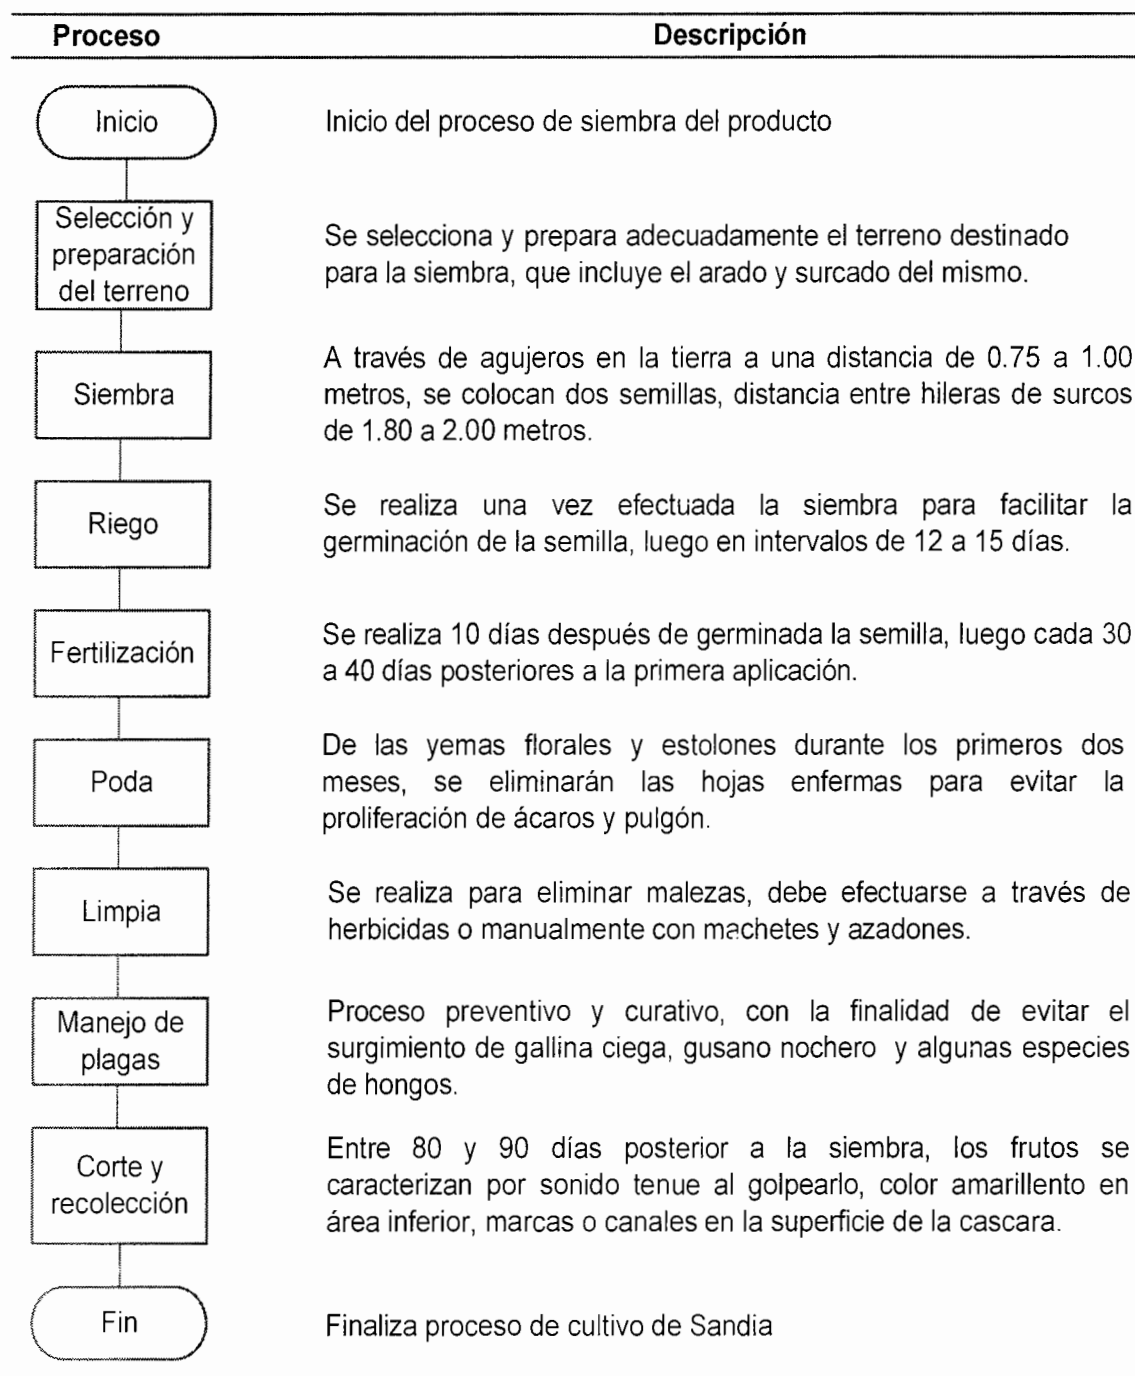 Proceso Descripción
Inicio Inicio del proceso de siembra del producto
Selección y
preparación
del terreno
Se selecciona y prepara adecuadamente el terreno destinado
para la siembra, que incluye el arado y surcado del mismo.
Siembra
A través de agujeros en la tierra a una distancia de 0.75 a 1.00
metros, se colocan dos semillas, distancia entre hileras de surcos
de 1.80 a 2.00 metros.
Riego
Se realiza una vez efectuada la siembra para facilitar la
germinación de la semilla, luego en intervalos de 12 a 15 días.
Fertilización
Se realiza 10 días después de germinada la semilla, luego cada 30
a 40 días posteriores a la primera aplicación.
Poda
De las yemas florales y estolones durante los primeros dos
meses, se eliminarán las hojas enfermas para evitar la
proliferación de ácaros y pulgón.
Limpia
Se realiza para eliminar malezas, debe efectuarse a través de
herbicidas o manualmente con machetes y azadones.
Manejo de
plagas
Proceso preventivo y curativo, con la finalidad de evitar el
surgimiento de gallina ciega, gusano nochero y algunas especies
de hongos.
Corte y
recolección
Entre 80 y 90 días posterior a la siembra, los frutos se
caracterizan por sonido tenue al golpearlo, color amarillento en
área inferior, marcas o canales en la superficie de la cascara.
Fin Finaliza proceso de cultivo de Sandia